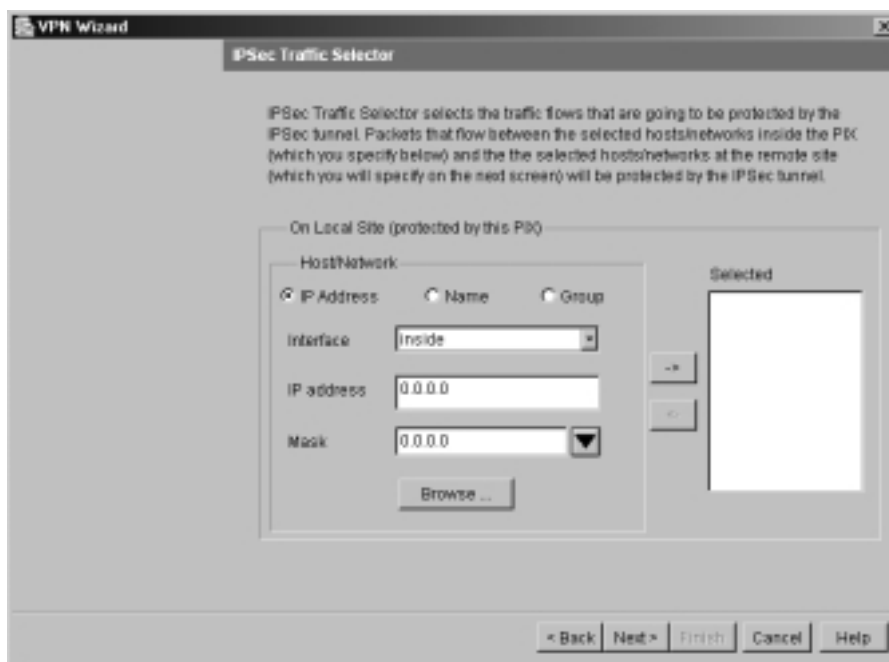 VPN Wizard
IPSec Traffic Selector
IPSec Traffic Selector selects the traffic flows that are going to be protected by the
IPSec tunnel. Packets that flow between the selected hosts/networks inside the PIX
(which you specify below) and the the selected hosts/networks at the remote site
(which you will specify on the next screen) will be protected by the IPSec tunnel.
On Local Site (protected by this PIX)
Host/Network
IP Address Name Group
Selected
Interface inside
->
IP address 0.0.0.0
<-
Mask 0.0.0.0
Browse ...
< Back Next > Finish Cancel Help